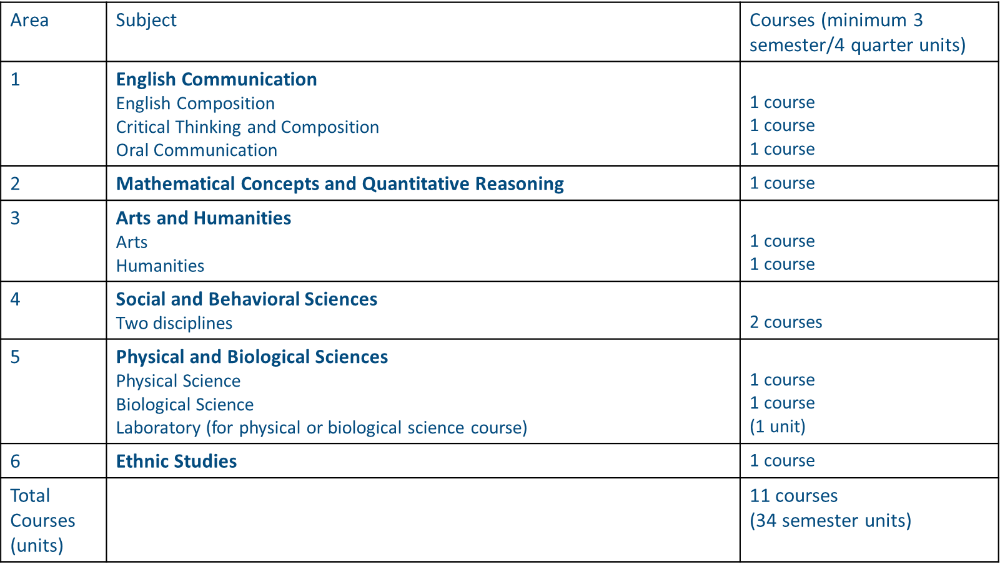 Area
Subject
Courses (minimum 3
semester/4 quarter units)
1
English Communication
English Composition
1 course
Critical Thinking and Composition
1 course
Oral Communication
1 course
2
Mathematical Concepts and Quantitative Reasoning
1 course
3
Arts and Humanities
Arts
1 course
Humanities
1 course
4
Social and Behavioral Sciences
Two disciplines
2 courses
5
Physical and Biological Sciences
Physical Science
1 course
Biological Science
1 course
Laboratory (for physical or biological science course)
(1 unit)
6
Ethnic Studies
1 course
Total
Courses
(units)
11 courses
(34 semester units)